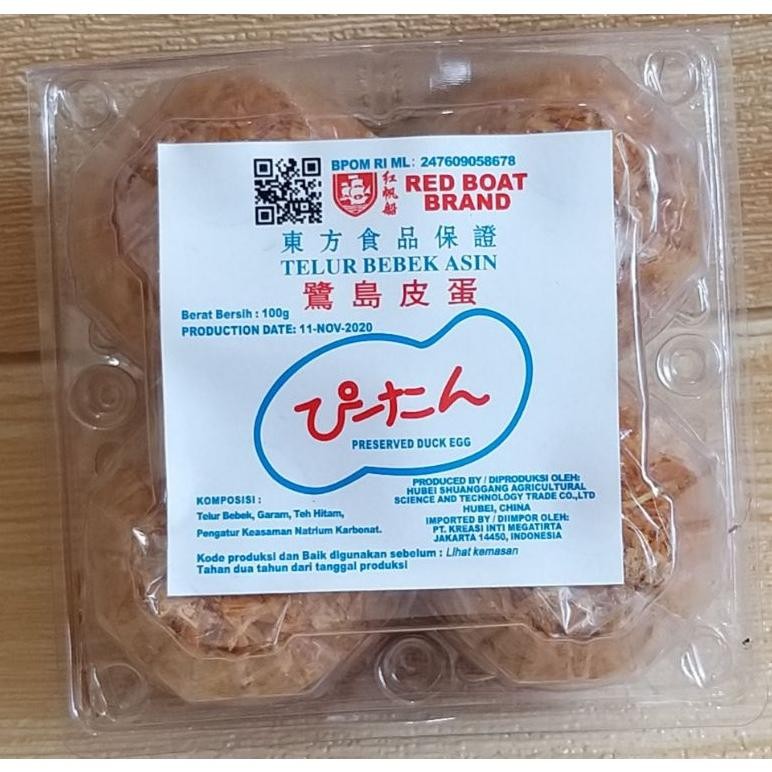 BPOM RI ML: 247609058678
紅帆船
RED BOAT
BRAND
東方食品保證
TELUR BEBEK ASIN
鷺島皮蛋
Berat Bersih : 100g
PRODUCTION DATE: 11-NOV-2020
ぴーたん
PRESERVED DUCK EGG
KOMPOSISI :
Telur Bebek, Garam, Teh Hitam,
Pengatur Keasaman Natrium Karbonat.
PRODUCED BY / DIPRODUKSI OLEH:
HUBEI SHUANGGANG AGRICULTURAL
SCIENCE AND TECHNOLOGY TRADE CO.,LTD
HUBEI, CHINA
IMPORTED BY / DIIMPOR OLEH:
PT. KREASI INTI MEGATIRTA
JAKARTA 14450, INDONESIA
Kode produksi dan Baik digunakan sebelum : Lihat kemasan
Tahan dua tahun dari tanggal produksi